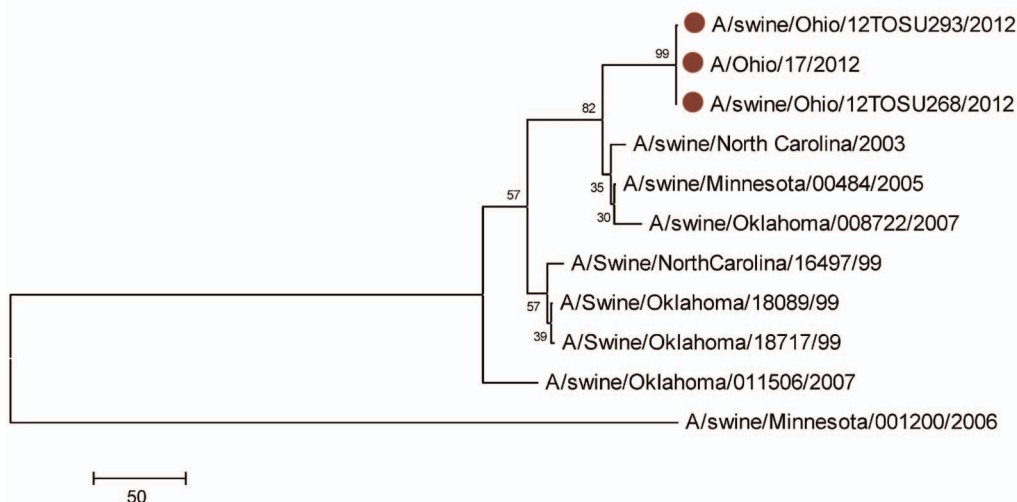 A/swine/Ohio/12TOSU293/2012
99
A/Ohio/17/2012
A/swine/Ohio/12TOSU268/2012
82
A/swine/North Carolina/2003
35
A/swine/Minnesota/00484/2005
57
30
A/swine/Oklahoma/008722/2007
A/Swine/NorthCarolina/16497/99
57
A/Swine/Oklahoma/18089/99
39
A/Swine/Oklahoma/18717/99
A/swine/Oklahoma/011506/2007
A/swine/Minnesota/001200/2006
50